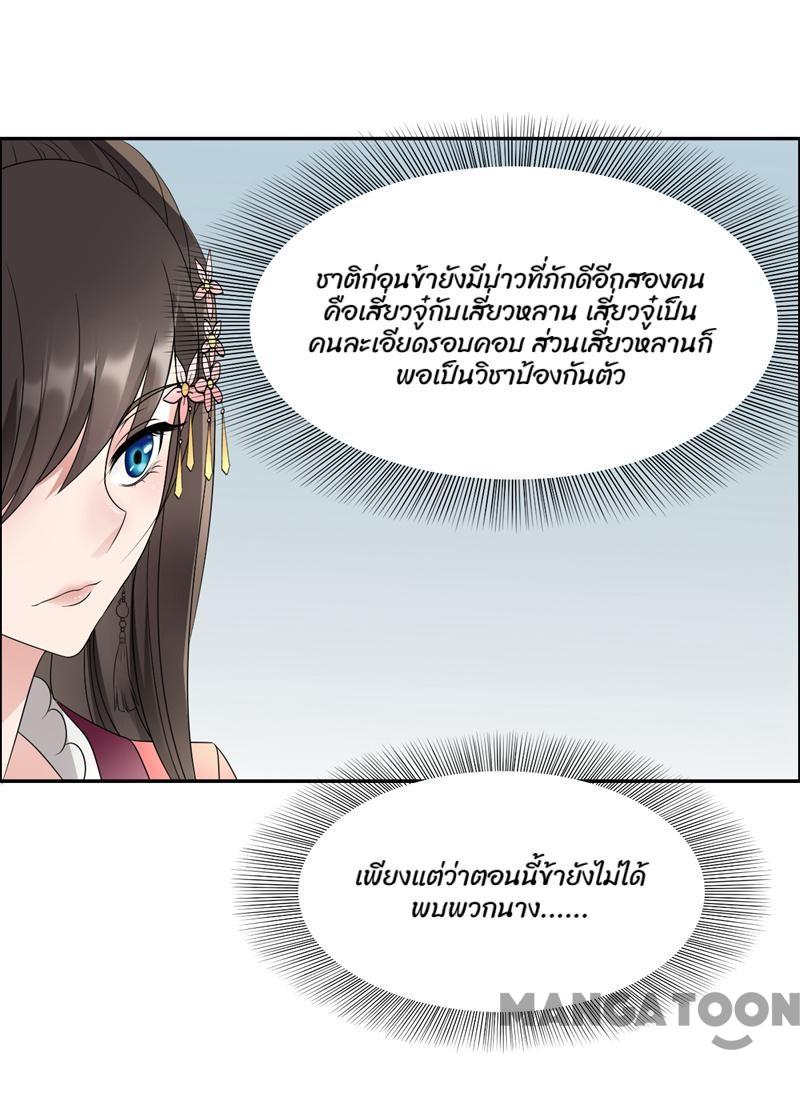 ชาติก่อนข้ายังมีบ่าวที่ภักดีอีกสองคน
คือเสี่ยวจู๋กับเสี่ยวหลาน เสี่ยวจู๋เป็น
คนละเอียดรอบคอบ ส่วนเสี่ยวหลานก็
พอเป็นวิชาป้องกันตัว
เพียงแต่ว่าตอนนี้ข้ายังไม่ได้
พบพวกนาง......
MANGATOON